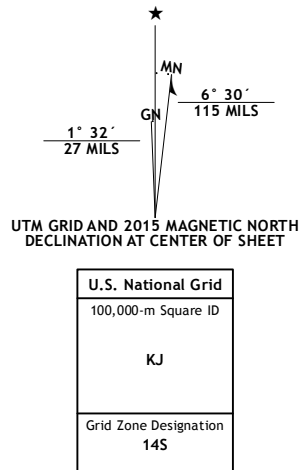 ★
MN
GN
6° 30´
115 MILS
1° 32´
27 MILS
UTM GRID AND 2015 MAGNETIC NORTH
DECLINATION AT CENTER OF SHEET
U.S. National Grid
100,000-m Square ID
KJ
Grid Zone Designation
14S